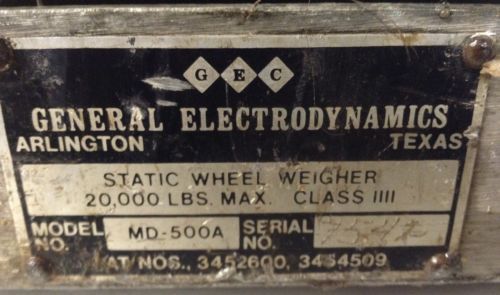 GEC
GENERAL ELECTRODYNAMICS
ARLINGTON TEXAS
STATIC WHEEL WEIGHER
20,000 LBS. MAX. CLASS IIII
MODEL NO. MD-500A SERIAL NO.
PAT NOS., 3452600, 3454509